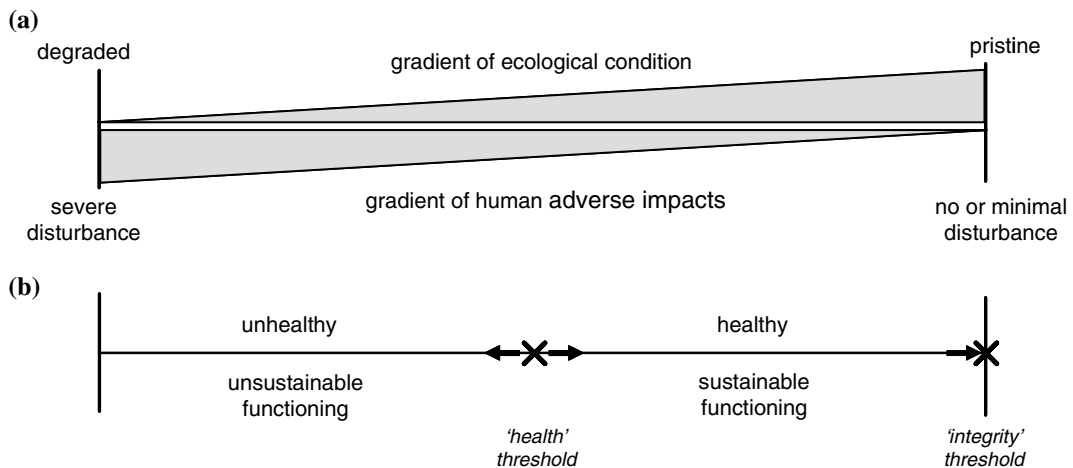 (a)
degraded
pristine
gradient of ecological condition
gradient of human adverse impacts
severe
disturbance
no or minimal
disturbance
(b)
unhealthy
healthy
unsustainable
functioning
sustainable
functioning
‘health’
threshold
‘integrity’
threshold